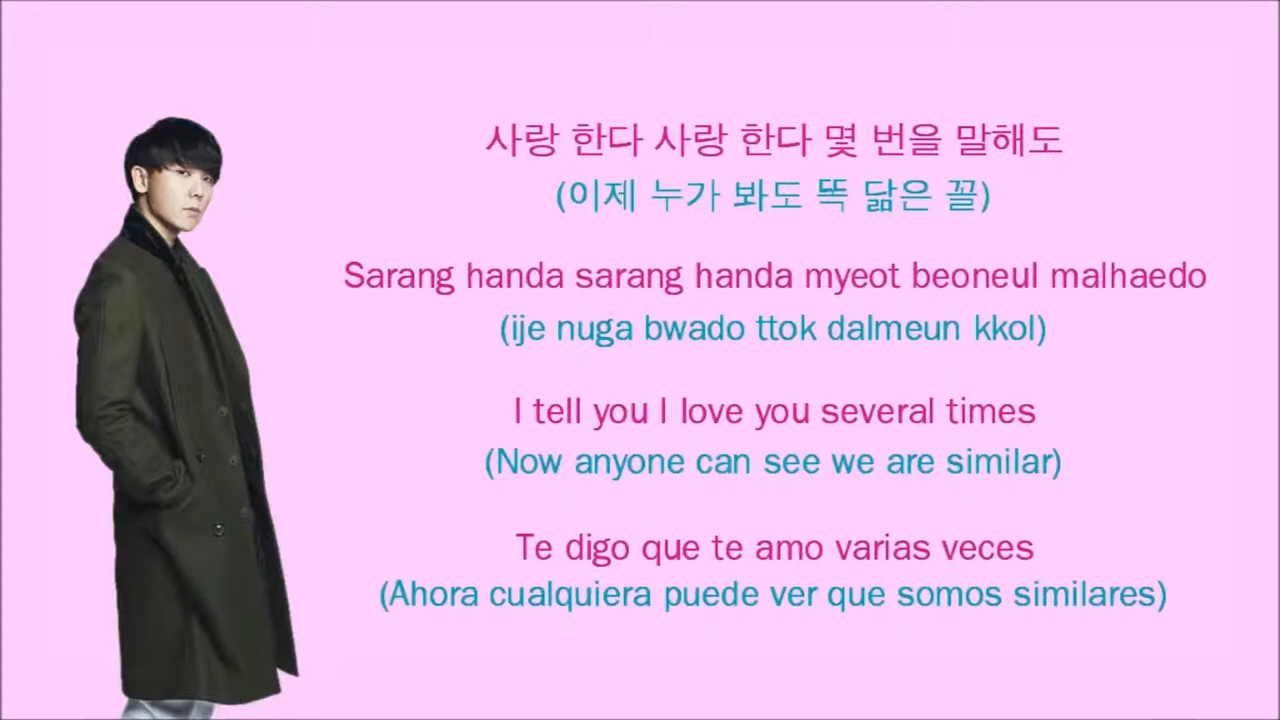 사랑 한다 사랑 한다 몇 번을 말해도
(이제 누가 봐도 똑 닮은 꼴)
Sarang handa sarang handa myeot beoneul malhaedo
(ije nuga bwado ttok dalmeun kkol)
I tell you I love you several times
(Now anyone can see we are similar)
Te digo que te amo varias veces
(Ahora cualquiera puede ver que somos similares)